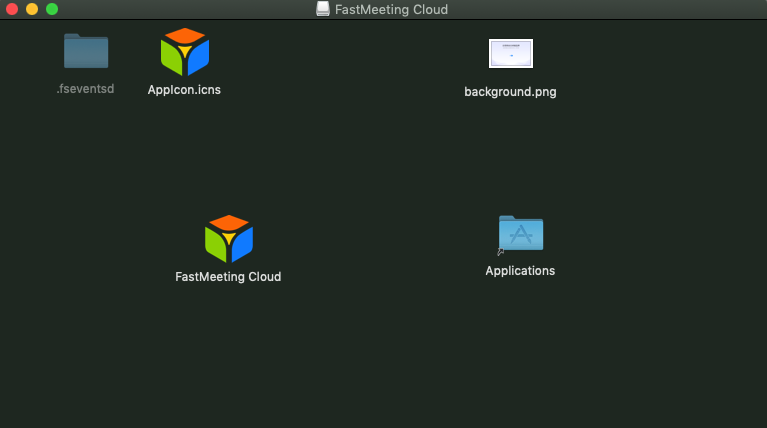 FastMeeting Cloud
.fseventsd
AppIcon.icns
background.png
FastMeeting Cloud
Applications